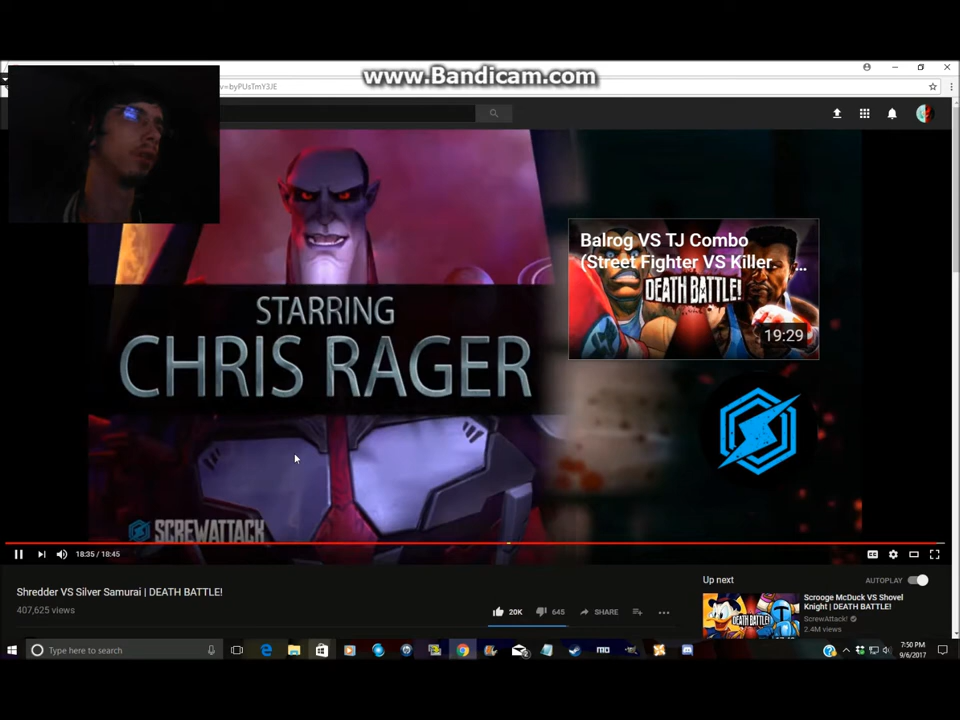 www.Bandicam.com
v=byPUsTmY3JE
STARRING
CHRIS RAGER
Balrog VS TJ Combo
(Street Fighter VS Killer ...
DEATH BATTLE!
19:29
SCREWATTACK
18:35 / 18:45
Shredder VS Silver Samurai | DEATH BATTLE!
407,625 views
20K
645
SHARE
Up next
AUTOPLAY
DEATH BATTLE!
Scrooge McDuck VS Shovel
Knight | DEATH BATTLE!
ScrewAttack!
2.4M views
Type here to search
7:50 PM
9/6/2017